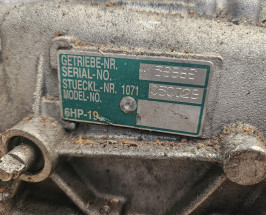 GETRIEBE-NR.
SERIAL-NO.
STUECKL.-NR. 1071
MODEL-NO.
6HP-19